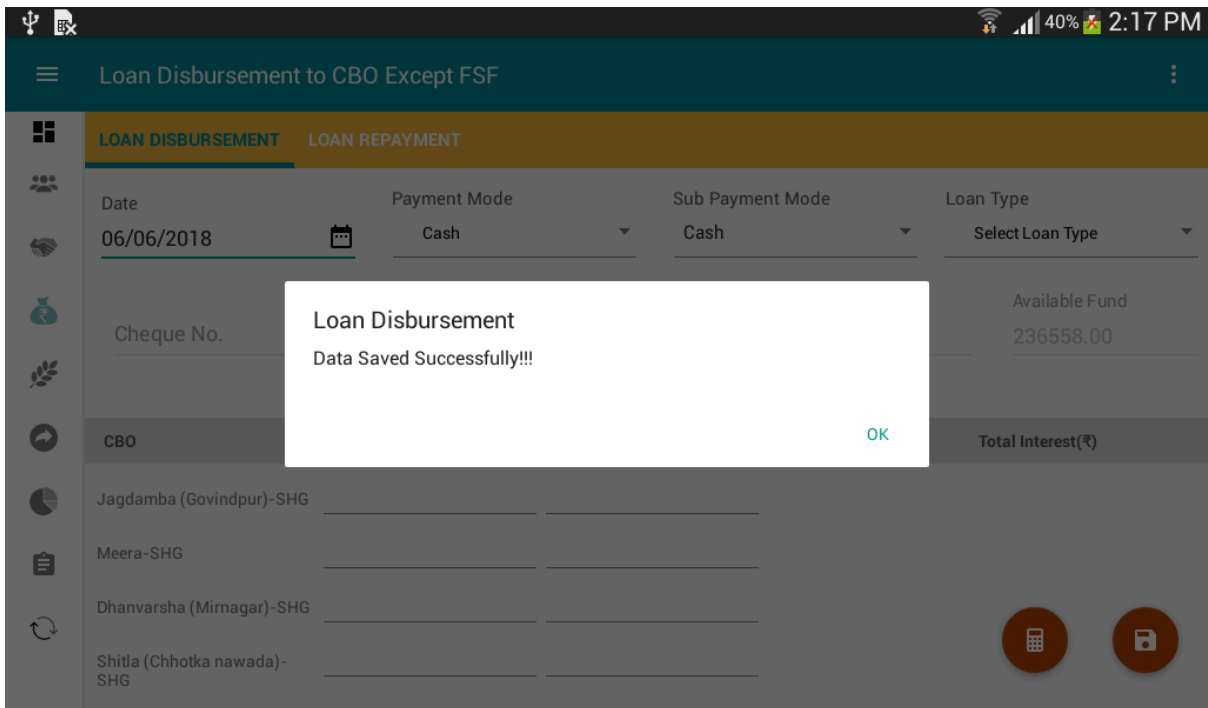 40% 2:17 PM
Loan Disbursement to CBO Except FSF
LOAN DISBURSEMENT LOAN REPAYMENT
Date Payment Mode Sub Payment Mode Loan Type
06/06/2018 Cash Cash Select Loan Type
Available Fund
Cheque No. 236558.00
Loan Disbursement
Data Saved Successfully!!!
OK
CBO Total Interest(₹)
Jagdamba (Govindpur)-SHG
Meera-SHG
Dhanvarsha (Mirnagar)-SHG
Shitla (Chhotka nawada)-
SHG